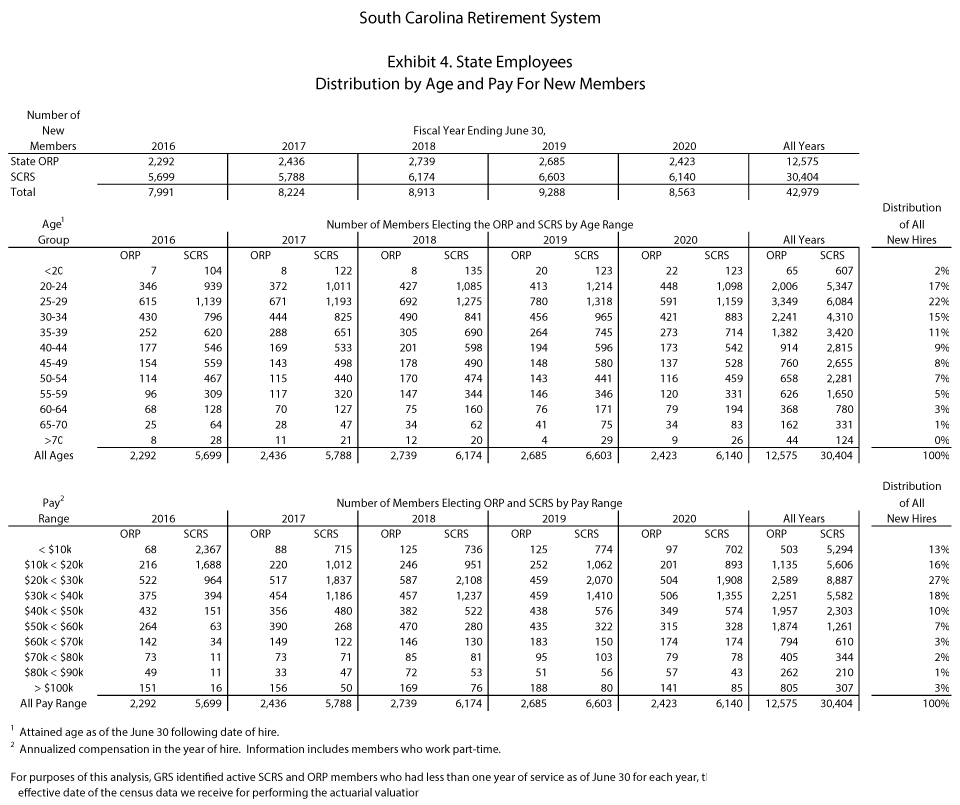 South Carolina Retirement System
Exhibit 4. State Employees
Distribution by Age and Pay For New Members
Number of
New Fiscal Year Ending June 30,
Members 2016 2017 2018 2019 2020 All Years
State ORP 2,292 2,436 2,739 2,685 2,423 12,575
SCRS 5,699 5,788 6,174 6,603 6,140 30,404
Total 7,991 8,224 8,913 9,288 8,563 42,979
Distribution
Age1 Number of Members Electing the ORP and SCRS by Age Range of All
Group 2016 2017 2018 2019 2020 All Years New Hires
ORP SCRS ORP SCRS ORP SCRS ORP SCRS ORP SCRS ORP SCRS
<20 7 104 8 122 8 135 20 123 22 123 65 607 2%
20-24 346 939 372 1,011 427 1,085 413 1,214 448 1,098 2,006 5,347 17%
25-29 615 1,139 671 1,193 692 1,275 780 1,318 591 1,159 3,349 6,084 22%
30-34 430 796 444 825 490 841 456 965 421 883 2,241 4,310 15%
35-39 252 620 288 651 305 690 264 745 273 714 1,382 3,420 11%
40-44 177 546 169 533 201 598 194 596 173 542 914 2,815 9%
45-49 154 559 143 498 178 490 148 580 137 528 760 2,655 8%
50-54 114 467 115 440 170 474 143 441 116 459 658 2,281 7%
55-59 96 309 117 320 147 344 146 346 120 331 626 1,650 5%
60-64 68 128 70 127 75 160 76 171 79 194 368 780 3%
65-70 25 64 28 47 34 62 41 75 34 83 162 331 1%
>70 8 28 11 21 12 20 4 29 9 26 44 124 0%
All Ages 2,292 5,699 2,436 5,788 2,739 6,174 2,685 6,603 2,423 6,140 12,575 30,404 100%
Distribution
Pay2 Number of Members Electing ORP and SCRS by Pay Range of All
Range 2016 2017 2018 2019 2020 All Years New Hires
ORP SCRS ORP SCRS ORP SCRS ORP SCRS ORP SCRS ORP SCRS
< $10k 68 2,367 88 715 125 736 125 774 97 702 503 5,294 13%
$10k < $20k 216 1,688 220 1,012 246 951 252 1,062 201 893 1,135 5,606 16%
$20k < $30k 522 964 517 1,837 587 2,108 459 2,070 504 1,908 2,589 8,887 27%
$30k < $40k 375 394 454 1,186 457 1,237 459 1,410 506 1,355 2,251 5,582 18%
$40k < $50k 432 151 356 480 382 522 438 576 349 574 1,957 2,303 10%
$50k < $60k 264 63 390 268 470 280 435 322 315 328 1,874 1,261 7%
$60k < $70k 142 34 149 122 146 130 183 150 174 174 794 610 3%
$70k < $80k 73 11 73 71 85 81 95 103 79 78 405 344 2%
$80k < $90k 49 11 33 47 72 53 51 56 57 43 262 210 1%
> $100k 151 16 156 50 169 76 188 80 141 85 805 307 3%
All Pay Range 2,292 5,699 2,436 5,788 2,739 6,174 2,685 6,603 2,423 6,140 12,575 30,404 100%
1 Attained age as of the June 30 following date of hire.
2 Annualized compensation in the year of hire. Information includes members who work part-time.
For purposes of this analysis, GRS identified active SCRS and ORP members who had less than one year of service as of June 30 for each year, t
effective date of the census data we receive for performing the actuarial valuatior